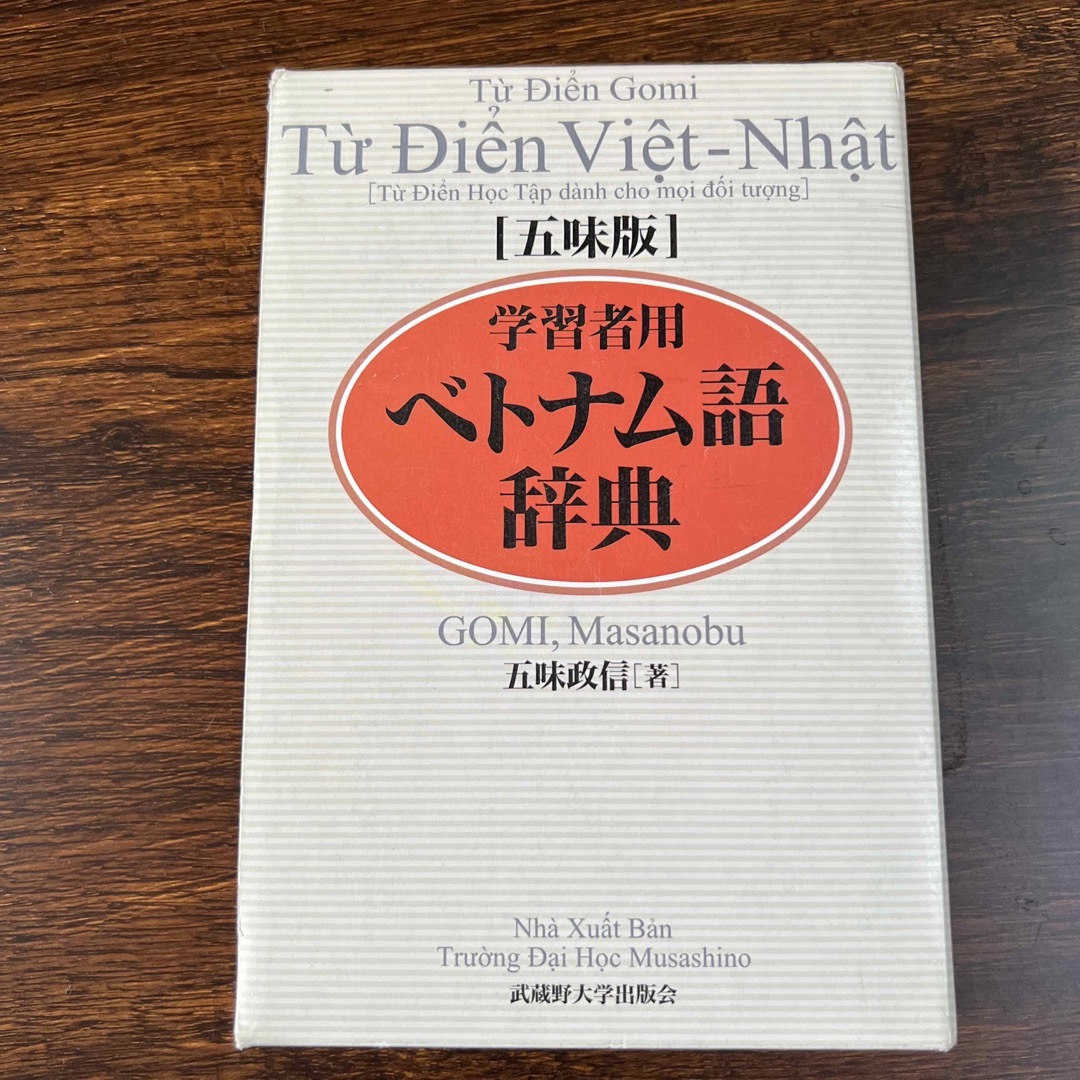 Từ Điển Gomi
Từ Điển Việt-Nhật
[Từ Điển Học Tập dành cho mọi đối tượng]
[五味版]
学習者用
ベトナム語
辞典
GOMI, Masanobu
五味政信[著]
Nhà Xuất Bản
Trường Đại Học Musashino
武蔵野大学出版会